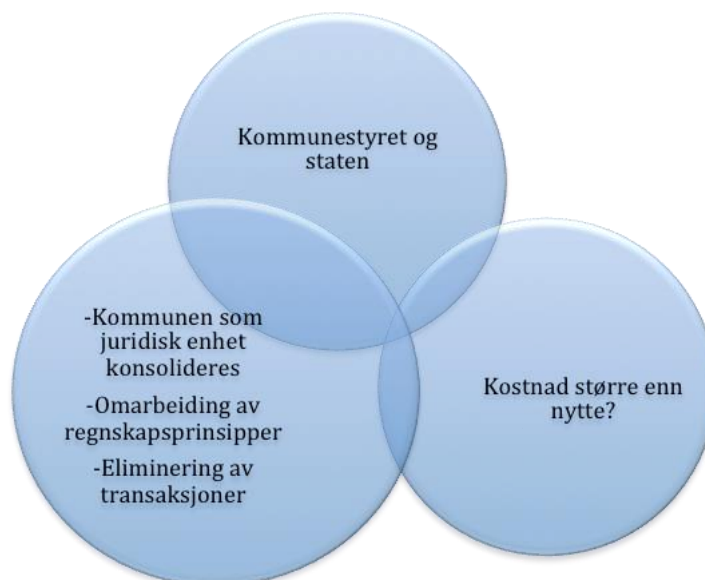 Kommunestyret og
staten
-Kommunen som
juridisk enhet
konsolideres
-Omarbeiding av
regnskapsprinsipper
-Eliminering av
transaksjoner
Kostnad større enn
nytte?